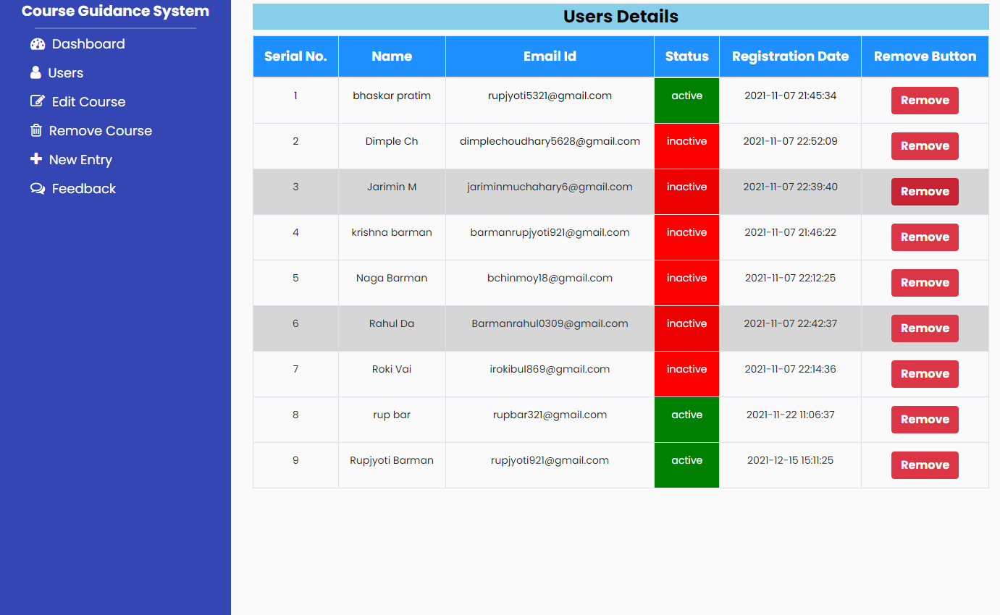 Course Guidance System
Dashboard
Users
Edit Course
Remove Course
New Entry
Feedback
Users Details
Serial No. Name Email Id Status Registration Date Remove Button
1 bhaskar pratim rupjyoti5321@gmail.com active 2021-11-07 21:45:34 Remove
2 Dimple Ch dimplechoudhary5628@gmail.com inactive 2021-11-07 22:52:09 Remove
3 Jarimin M jariminmuchahary6@gmail.com inactive 2021-11-07 22:39:40 Remove
4 krishna barman barmanrupjyoti921@gmail.com inactive 2021-11-07 21:46:22 Remove
5 Naga Barman bchinmoy18@gmail.com inactive 2021-11-07 22:12:25 Remove
6 Rahul Da Barmanrahul0309@gmail.com inactive 2021-11-07 22:42:37 Remove
7 Roki Vai irokibul869@gmail.com inactive 2021-11-07 22:14:36 Remove
8 rup bar rupbar321@gmail.com active 2021-11-22 11:06:37 Remove
9 Rupjyoti Barman rupjyoti921@gmail.com active 2021-12-15 15:11:25 Remove